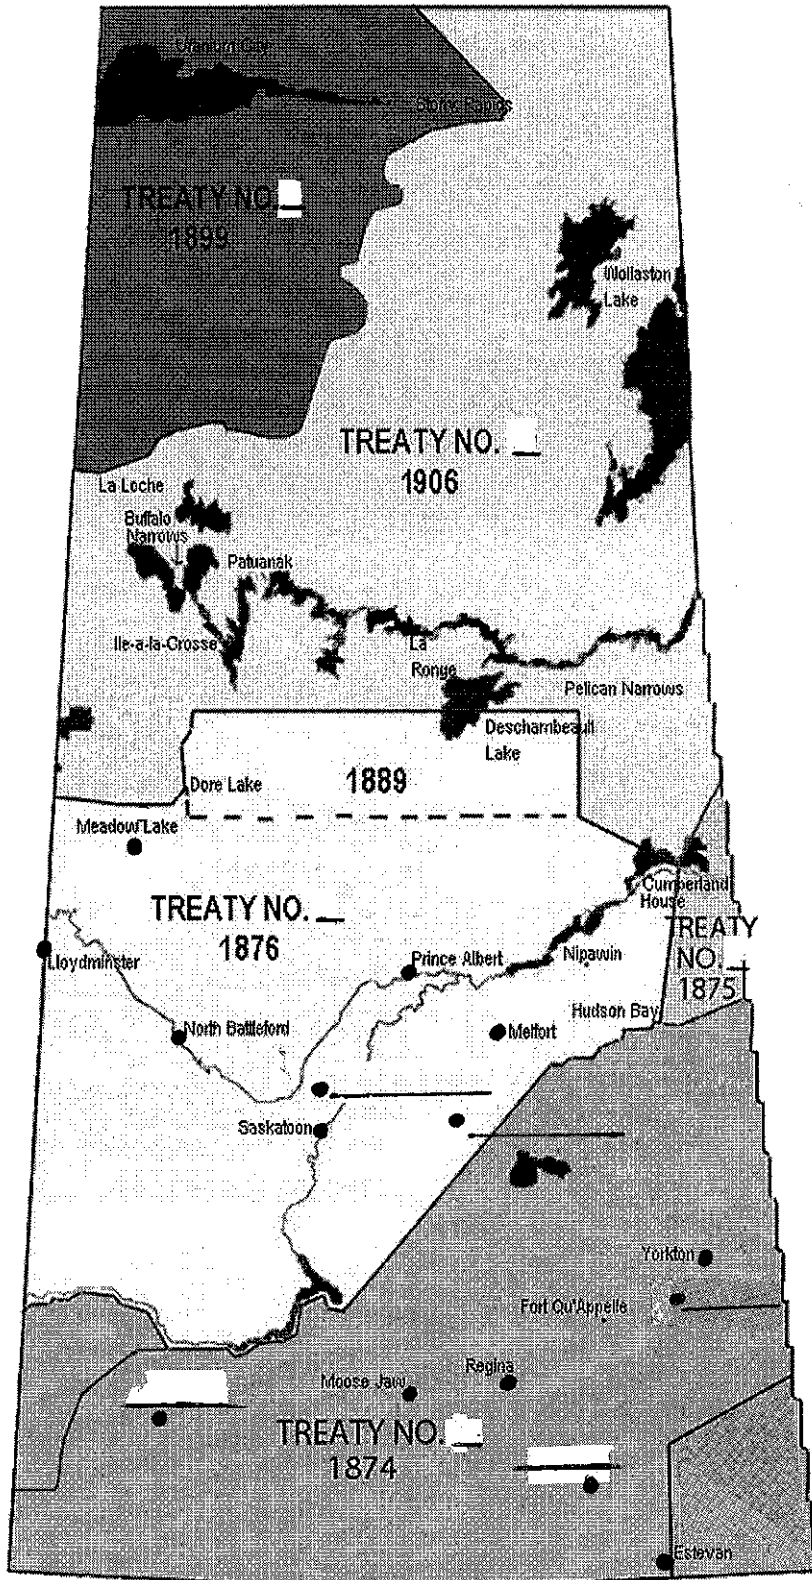 Uranium City
Stony Rapids
TREATY NO. _
1899
Wollaston
Lake
TREATY NO. _
1906
La Loche
Buffalo
Narrows
Patuanak
Ile-a-la-Crosse
La
Ronge
Pelican Narrows
Deschambeault
Lake
Dore Lake
1889
Meadow Lake
Cumberland
House
TREATY NO. _
1876
TREATY
NO. _
1875
Lloydminster
Prince Albert
Nipawin
Hudson Bay
North Battleford
Melfort
Saskatoon
Yorkton
Fort Qu'Appelle
Regina
Moose Jaw
TREATY NO. _
1874
Estevan